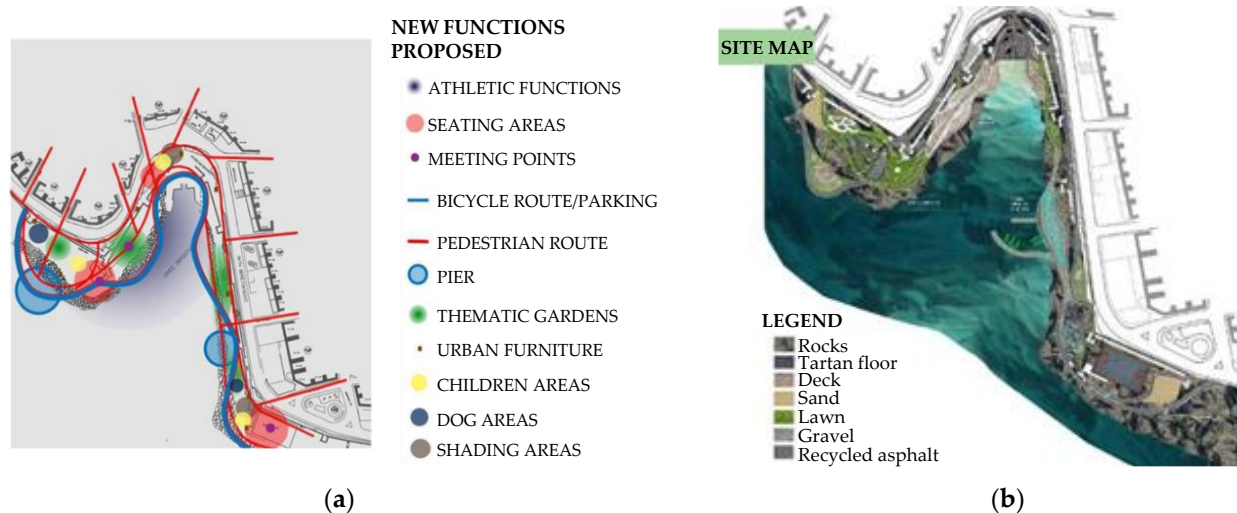 NEW FUNCTIONS
PROPOSED
ATHLETIC FUNCTIONS
SEATING AREAS
MEETING POINTS
BICYCLE ROUTE/PARKING
PEDESTRIAN ROUTE
PIER
THEMATIC GARDENS
URBAN FURNITURE
CHILDREN AREAS
DOG AREAS
SHADING AREAS
(a)
SITE MAP
LEGEND
Rocks
Tartan floor
Deck
Sand
Lawn
Gravel
Recycled asphalt
(b)